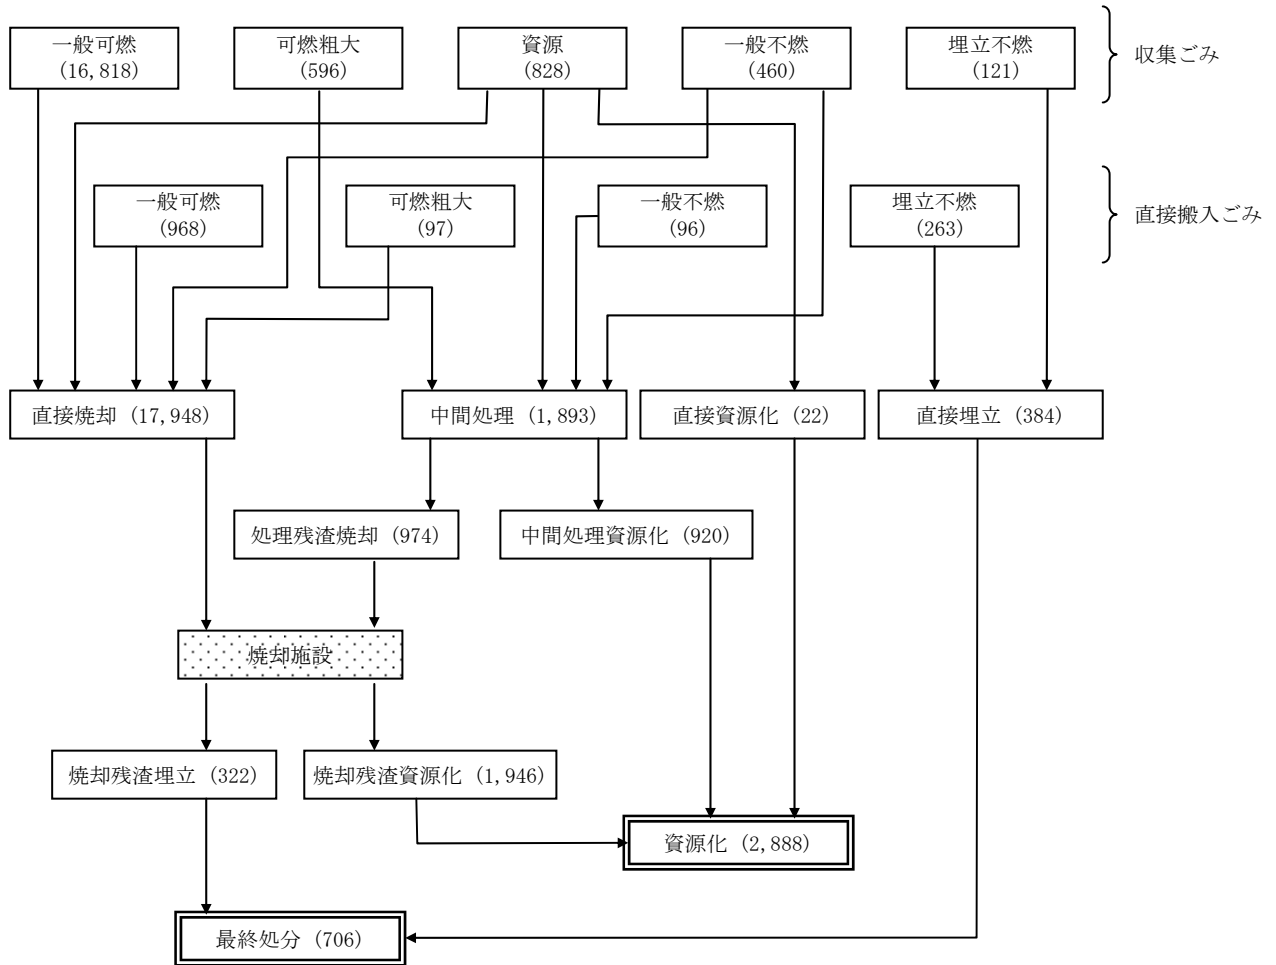 一般可燃
(16,818)
可燃粗大
(596)
資源
(828)
一般不燃
(460)
埋立不燃
(121)
収集ごみ
一般可燃
(968)
可燃粗大
(97)
一般不燃
(96)
埋立不燃
(263)
直接搬入ごみ
直接焼却 (17,948)
中間処理 (1,893)
直接資源化 (22)
直接埋立 (384)
処理残渣焼却 (974)
中間処理資源化 (920)
焼却施設
焼却残渣埋立 (322)
焼却残渣資源化 (1,946)
資源化 (2,888)
最終処分 (706)